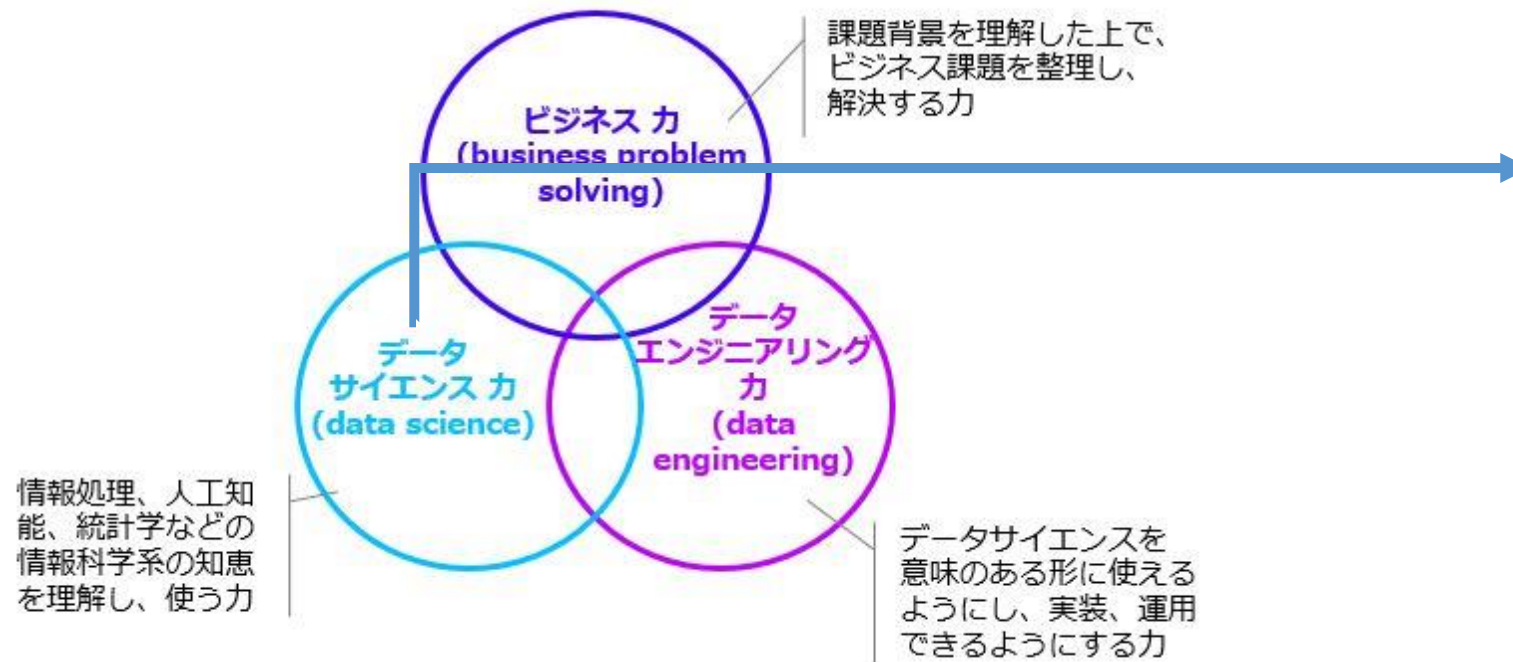 課題背景を理解した上で、
ビジネス課題を整理し、
解決する力
ビジネス 力
(business problem
solving)
データ
サイエンス 力
(data science)
データ
エンジニアリング
力
(data
engineering)
情報処理、人工知
能、統計学などの
情報科学系の知恵
を理解し、使う力
データサイエンスを
意味のある形に使える
ようにし、実装、運用
できるようにする力